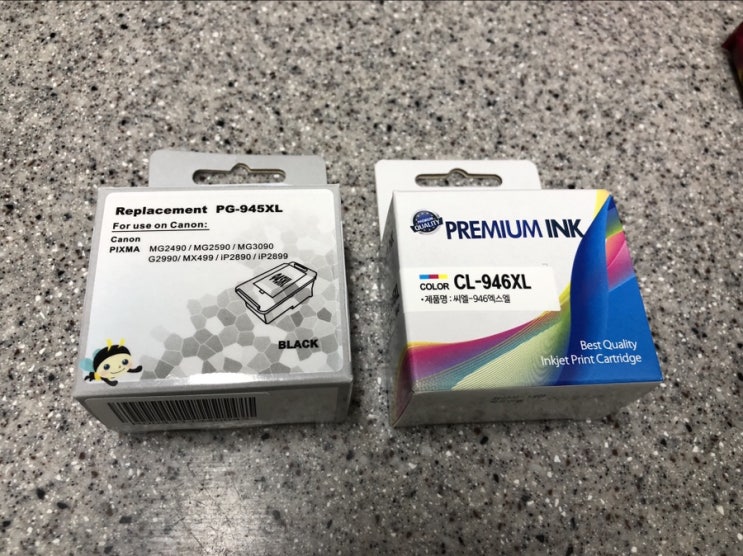 Replacement PG-945XL
For use on Canon:
Canon
PIXMA MG2490 / MG2590 / MG3090
G2990/ MX499 / iP2890 / iP2899
BLACK
PREMIUM
QUALITY
PREMIUM INK
COLOR CL-946XL
• 제품명 : 씨엘-946엑스엘
Best Quality
Inkjet Print Cartridge